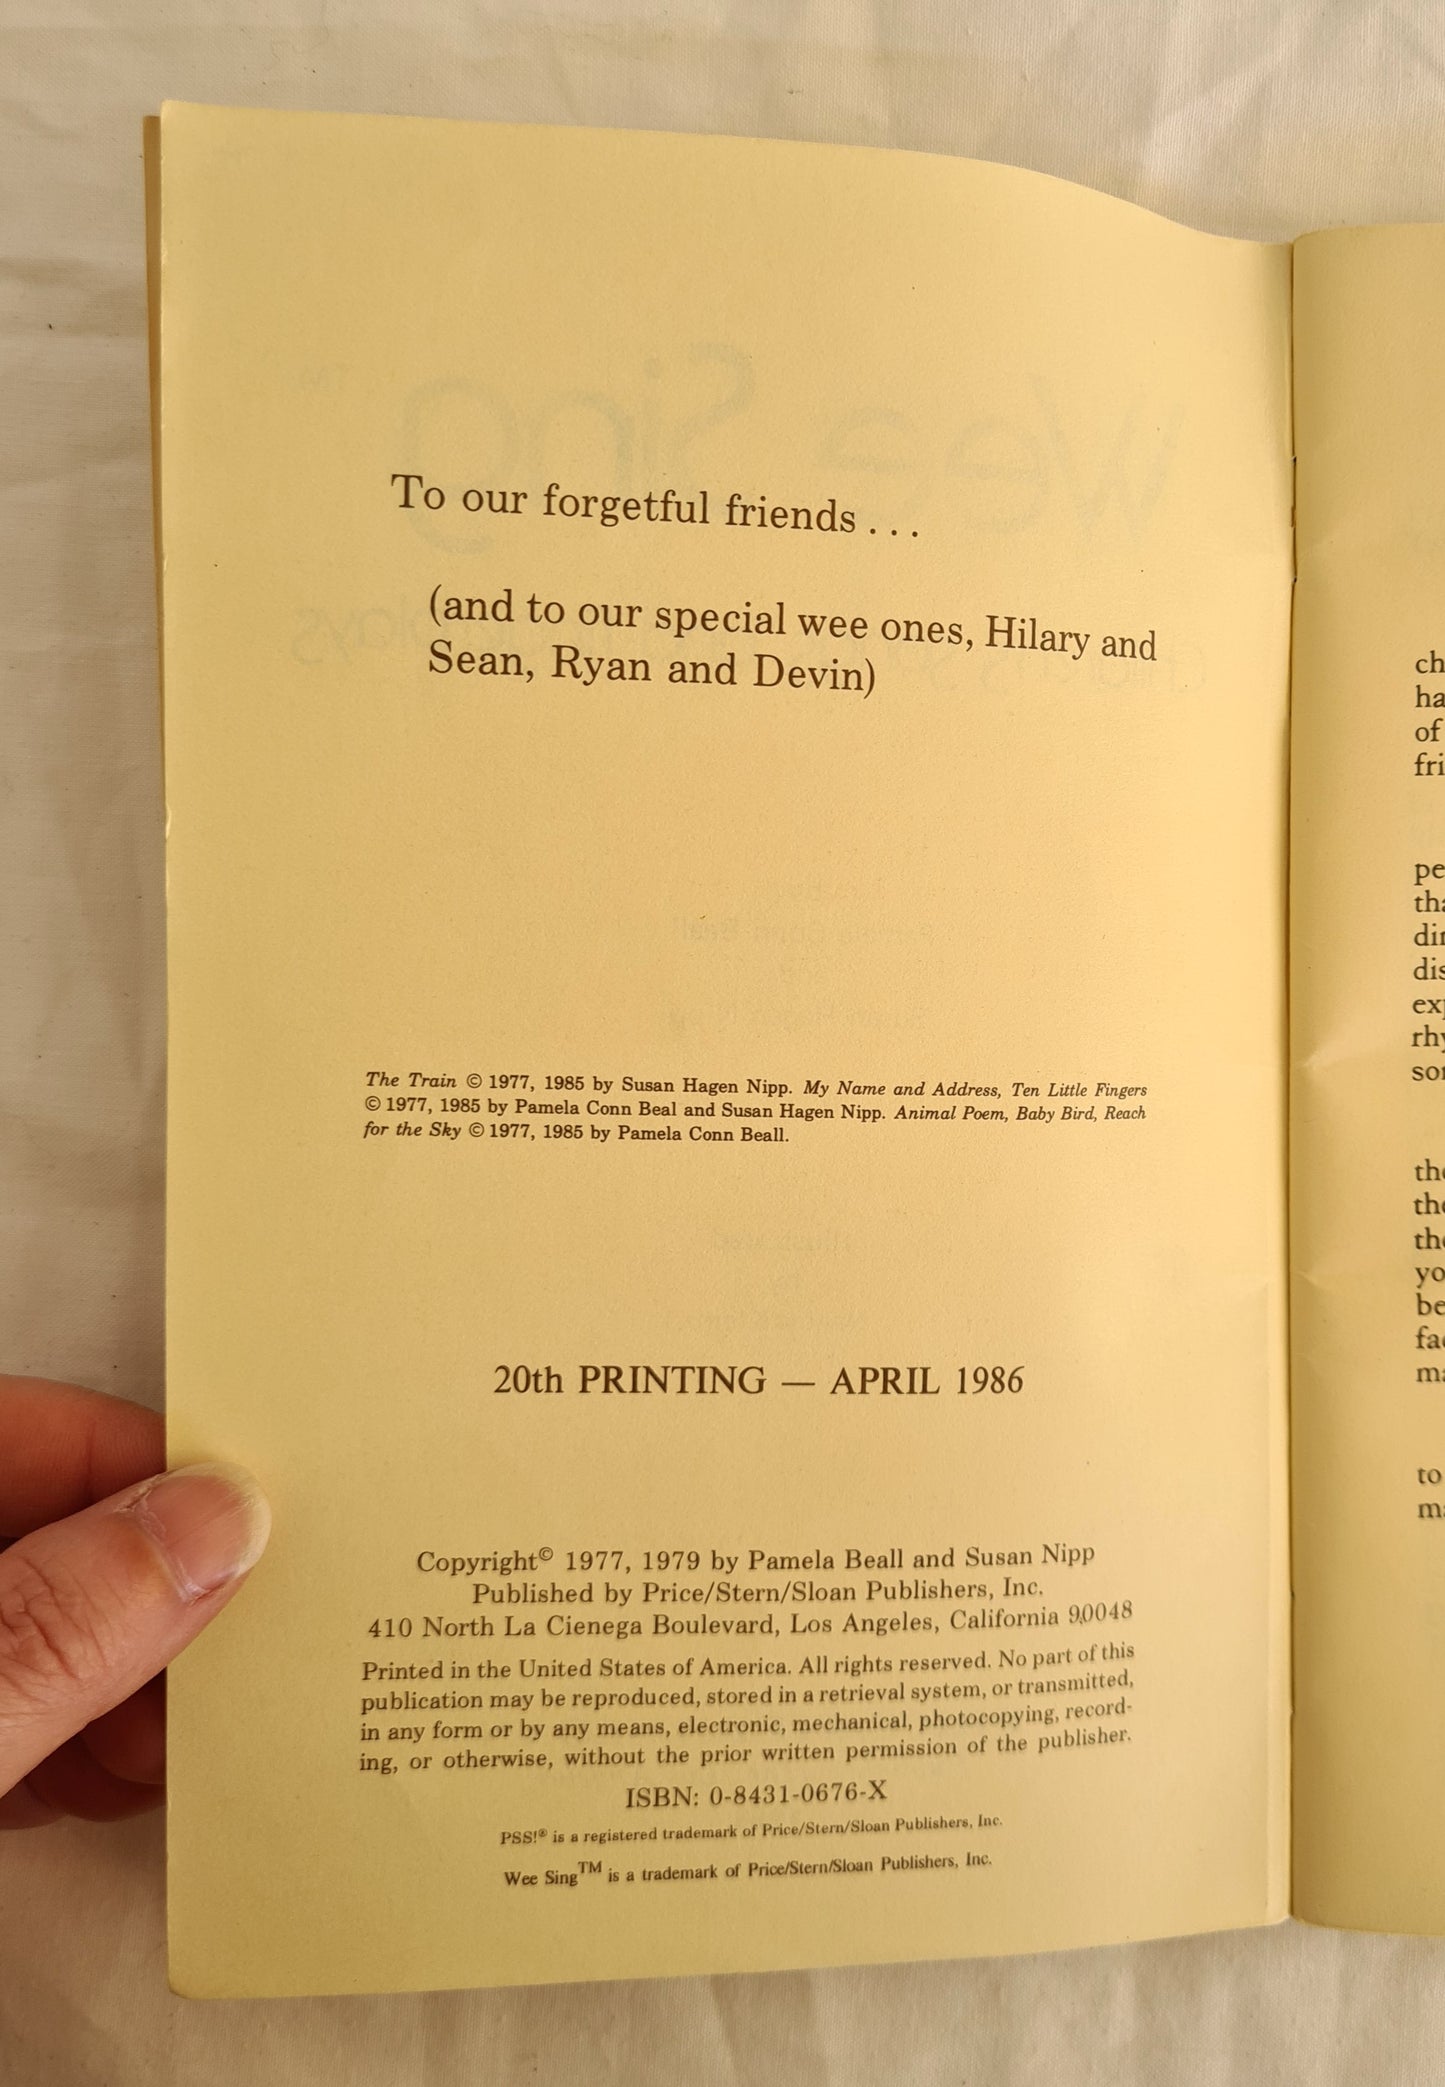 To our forgetful friends . . .
(and to our special wee ones, Hilary and
Sean, Ryan and Devin)
The Train © 1977, 1985 by Susan Hagen Nipp. My Name and Address, Ten Little Fingers
© 1977, 1985 by Pamela Conn Beal and Susan Hagen Nipp. Animal Poem, Baby Bird, Reach
for the Sky © 1977, 1985 by Pamela Conn Beall.
20th PRINTING — APRIL 1986
Copyright© 1977, 1979 by Pamela Beall and Susan Nipp
Published by Price/Stern/Sloan Publishers, Inc.
410 North La Cienega Boulevard, Los Angeles, California 90048
Printed in the United States of America. All rights reserved. No part of this
publication may be reproduced, stored in a retrieval system, or transmitted,
in any form or by any means, electronic, mechanical, photocopying, record-
ing, or otherwise, without the prior written permission of the publisher.
ISBN: 0-8431-0676-X
PSS!® is a registered trademark of Price/Stern/Sloan Publishers, Inc.
Wee Sing™ is a trademark of Price/Stern/Sloan Publishers, Inc.